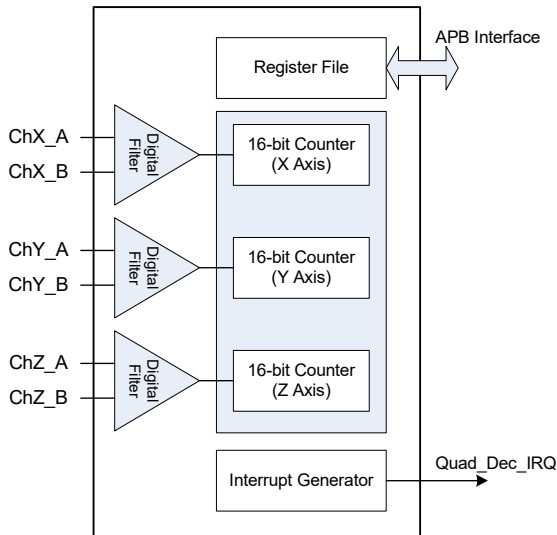 APB Interface
Register File
ChX_A
ChX_B
Digital
Filter
16-bit Counter
(X Axis)
ChY_A
ChY_B
Digital
Filter
16-bit Counter
(Y Axis)
ChZ_A
ChZ_B
Digital
Filter
16-bit Counter
(Z Axis)
Quad_Dec_IRQ
Interrupt Generator